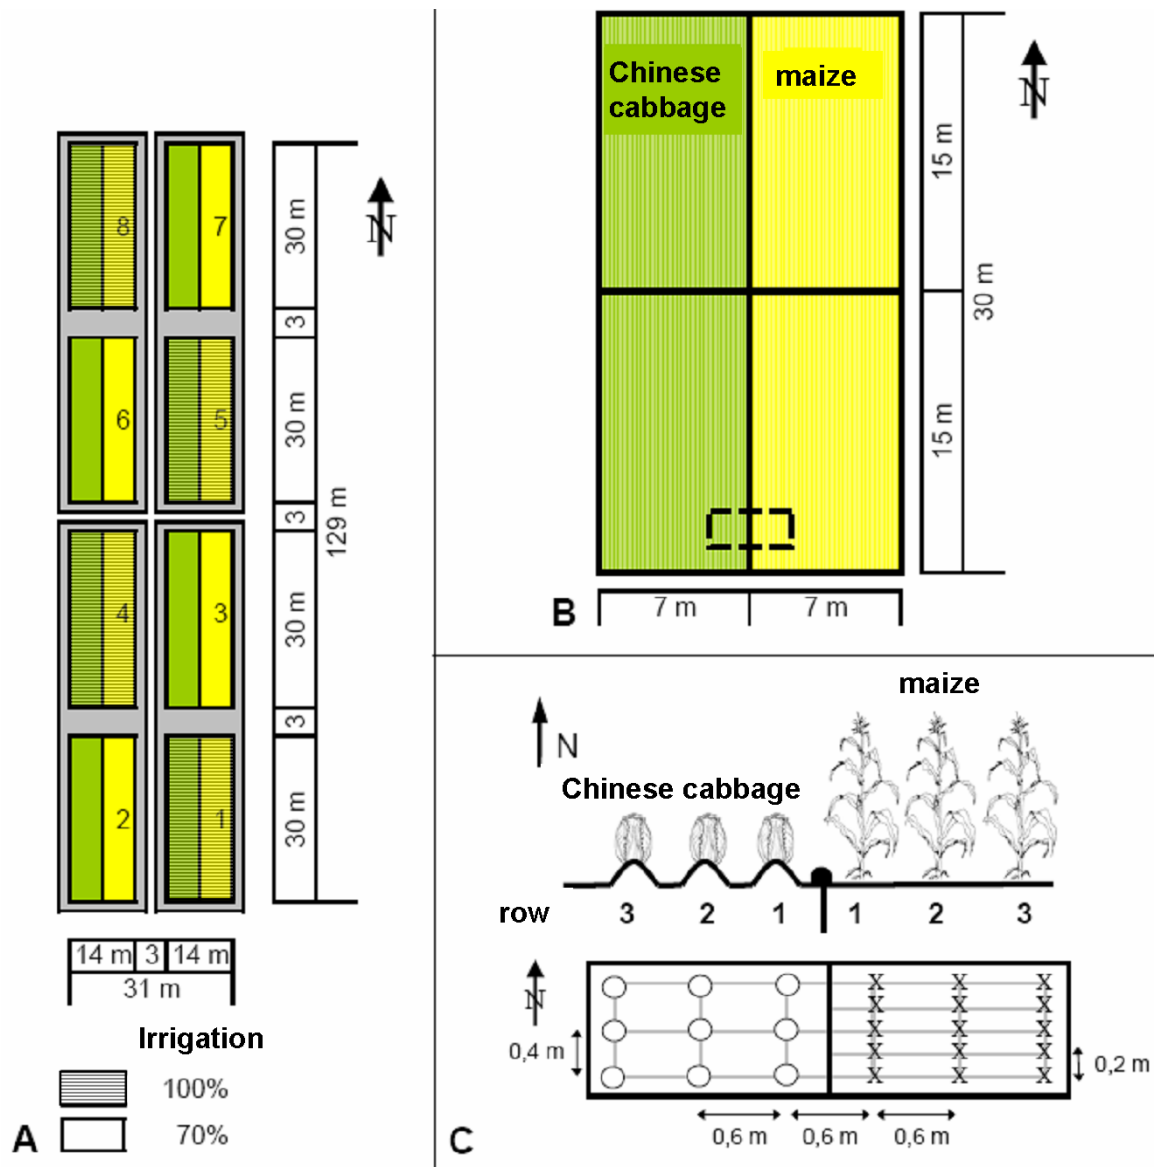 8
7
6
5
4
3
2
1
30 m
3
30 m
3
30 m
3
30 m
129 m
N
14 m
3
14 m
31 m
Irrigation
100%
70%
A
Chinese
cabbage
maize
N
15 m
15 m
30 m
7 m
7 m
B
maize
N
Chinese cabbage
row
3
2
1
1
2
3
N
0,4 m
X X X
X X X
X X X
X X X
X X X
0,2 m
0,6 m
0,6 m
0,6 m
C